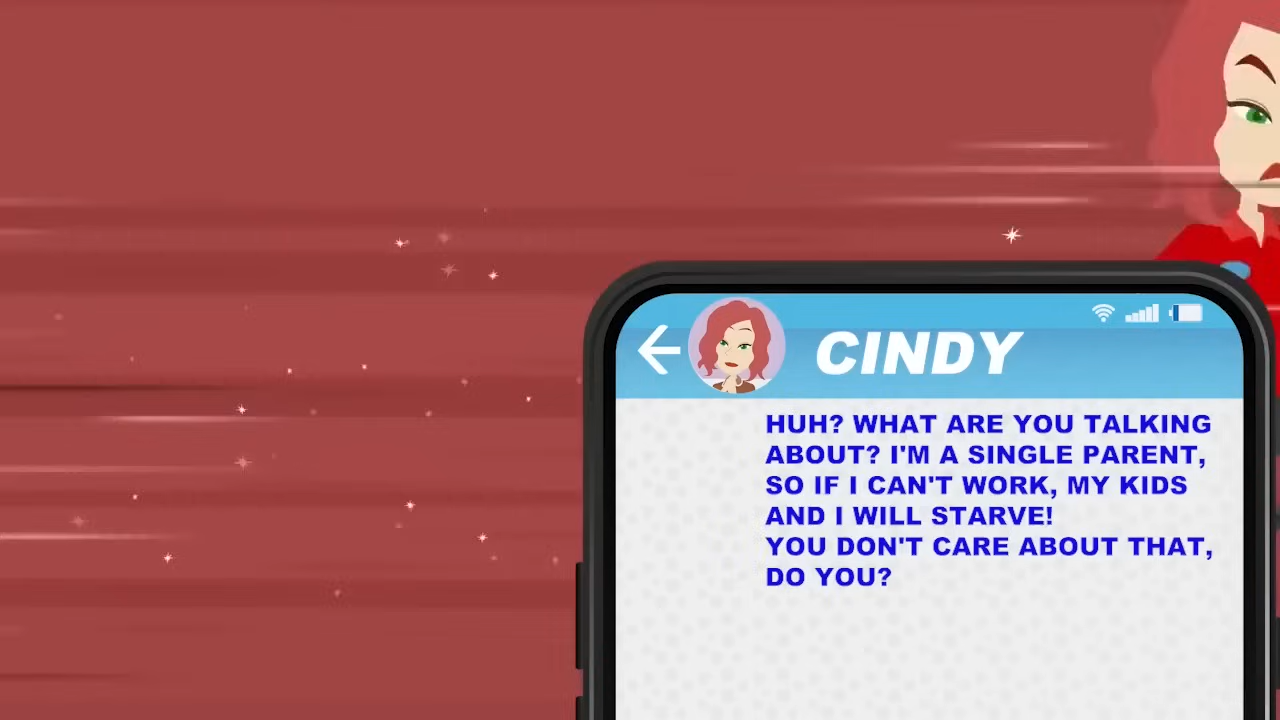 CINDY
HUH? WHAT ARE YOU TALKING
ABOUT? I'M A SINGLE PARENT,
SO IF I CAN'T WORK, MY KIDS
AND I WILL STARVE!
YOU DON'T CARE ABOUT THAT,
DO YOU?